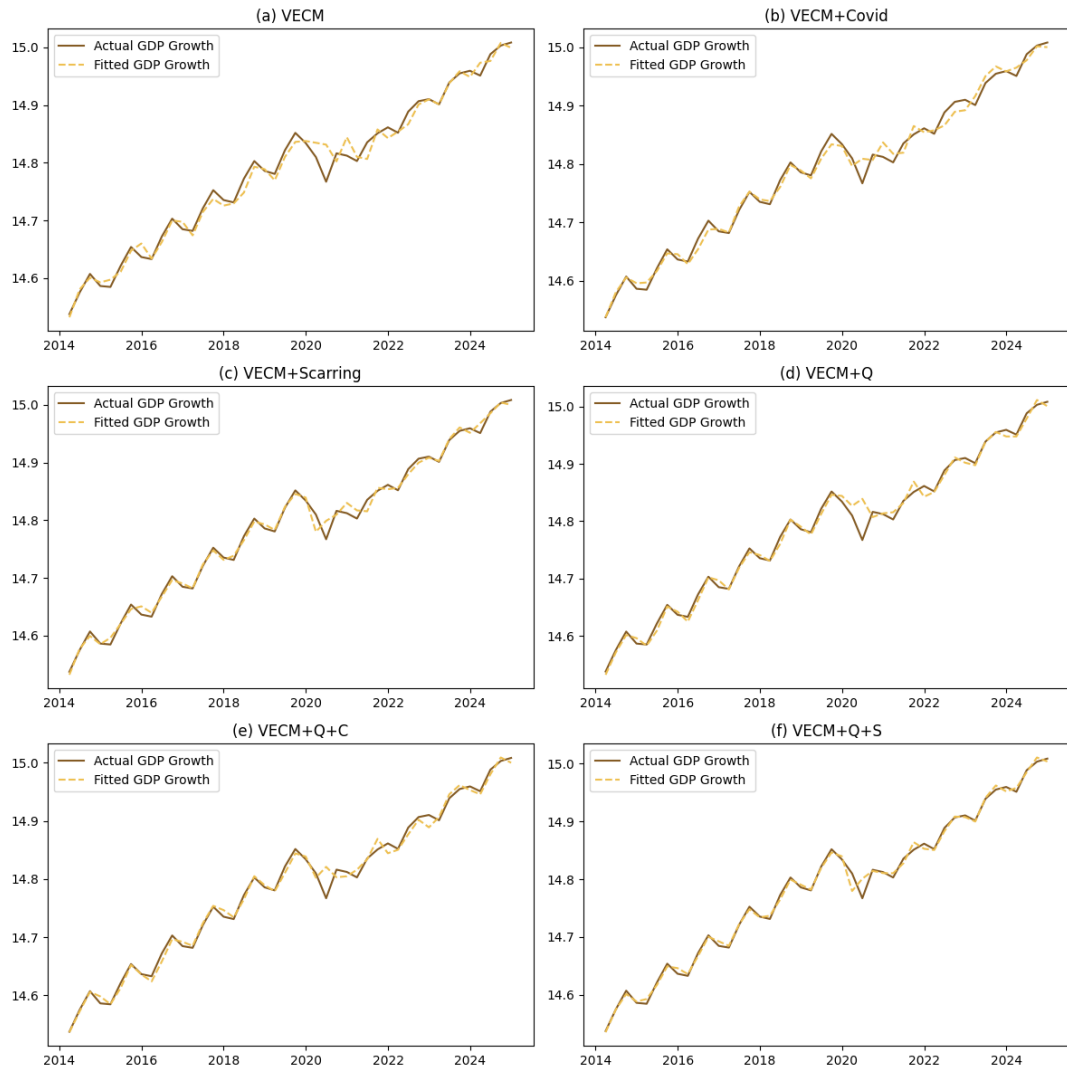 (a) VECM
Actual GDP Growth
Fitted GDP Growth
15.0
14.9
14.8
14.7
14.6
2014 2016 2018 2020 2022 2024
(b) VECM+Covid
Actual GDP Growth
Fitted GDP Growth
15.0
14.9
14.8
14.7
14.6
2014 2016 2018 2020 2022 2024
(c) VECM+Scarring
Actual GDP Growth
Fitted GDP Growth
15.0
14.9
14.8
14.7
14.6
2014 2016 2018 2020 2022 2024
(d) VECM+Q
Actual GDP Growth
Fitted GDP Growth
15.0
14.9
14.8
14.7
14.6
2014 2016 2018 2020 2022 2024
(e) VECM+Q+C
Actual GDP Growth
Fitted GDP Growth
15.0
14.9
14.8
14.7
14.6
2014 2016 2018 2020 2022 2024
(f) VECM+Q+S
Actual GDP Growth
Fitted GDP Growth
15.0
14.9
14.8
14.7
14.6
2014 2016 2018 2020 2022 2024